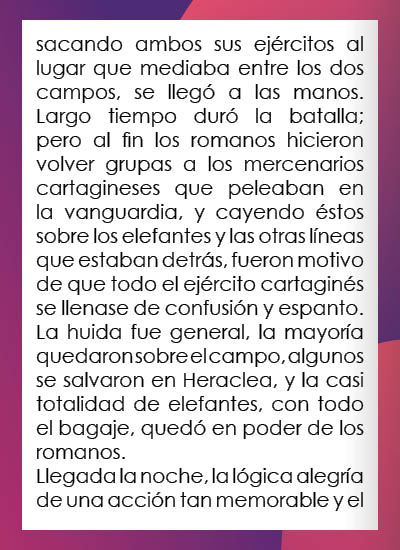 sacando ambos sus ejércitos al
lugar que mediaba entre los dos
campos, se llegó a las manos.
Largo tiempo duró la batalla;
pero al fin los romanos hicieron
volver grupas a los mercenarios
cartagineses que peleaban en
la vanguardia, y cayendo éstos
sobre los elefantes y las otras líneas
que estaban detrás, fueron motivo
de que todo el ejército cartaginés
se llenase de confusión y espanto.
La huida fue general, la mayoría
quedaron sobre el campo, algunos
se salvaron en Heraclea, y la casi
totalidad de elefantes, con todo
el bagaje, quedó en poder de los
romanos.
Llegada la noche, la lógica alegría
de una acción tan memorable y el